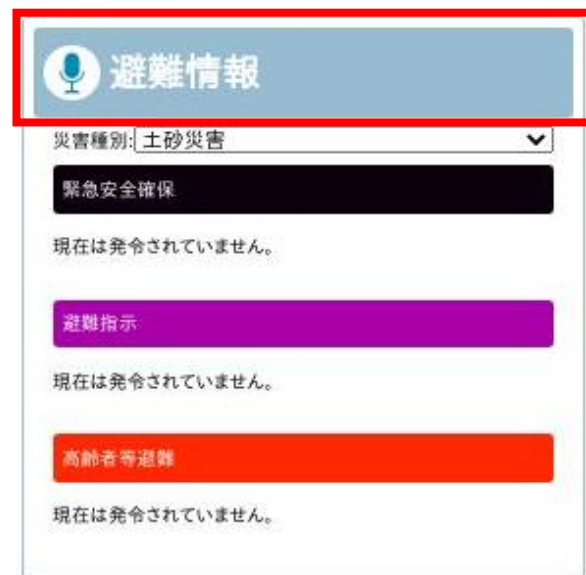 避難情報
災害種別:土砂災害
緊急安全確保
現在は発令されていません。
避難指示
現在は発令されていません。
高齢者等避難
現在は発令されていません。